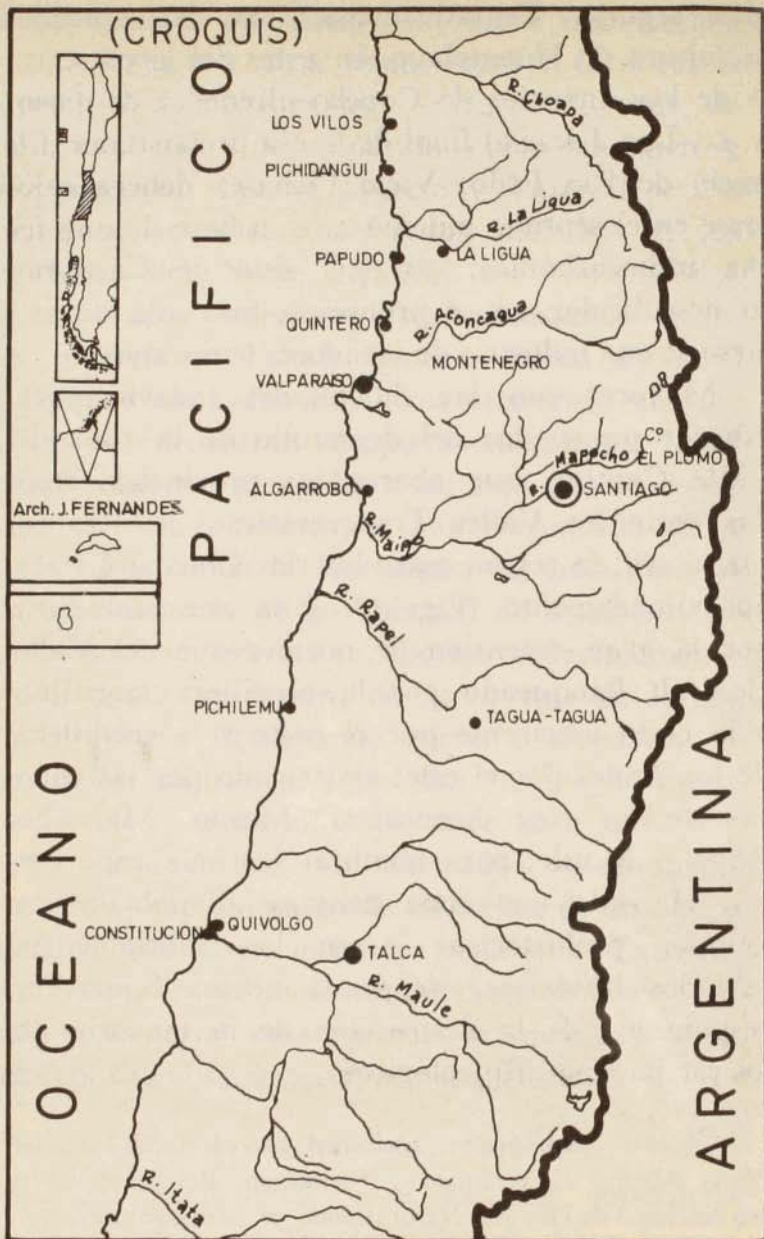 (CROQUIS)
OCEANO PACIFICO
R. Choapa
LOS VILOS
PICHIDANGUI
R. La Ligua
PAPUDO
LA LIGUA
QUINTERO
R. Aconcagua
MONTENEGRO
VALPARAISO
Cº
EL PLOMO
R. Mapocho
SANTIAGO
ALGARROBO
Arch. J. FERNANDES
R. Maipo
R. Rapel
PICHILEMU
TAGUA-TAGUA
ARGENTINA
CONSTITUCION
QUIVOLGO
TALCA
R. Maule
R. Itata